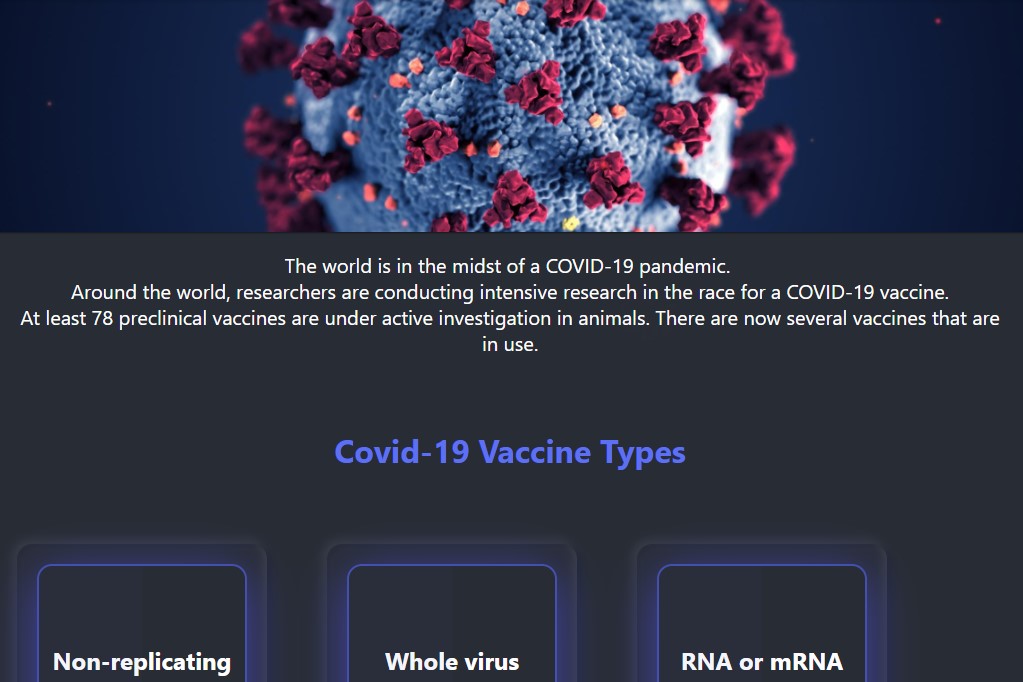 The world is in the midst of a COVID-19 pandemic.
Around the world, researchers are conducting intensive research in the race for a COVID-19 vaccine.
At least 78 preclinical vaccines are under active investigation in animals. There are now several vaccines that are
in use.
Covid-19 Vaccine Types
Non-replicating
Whole virus
RNA or mRNA